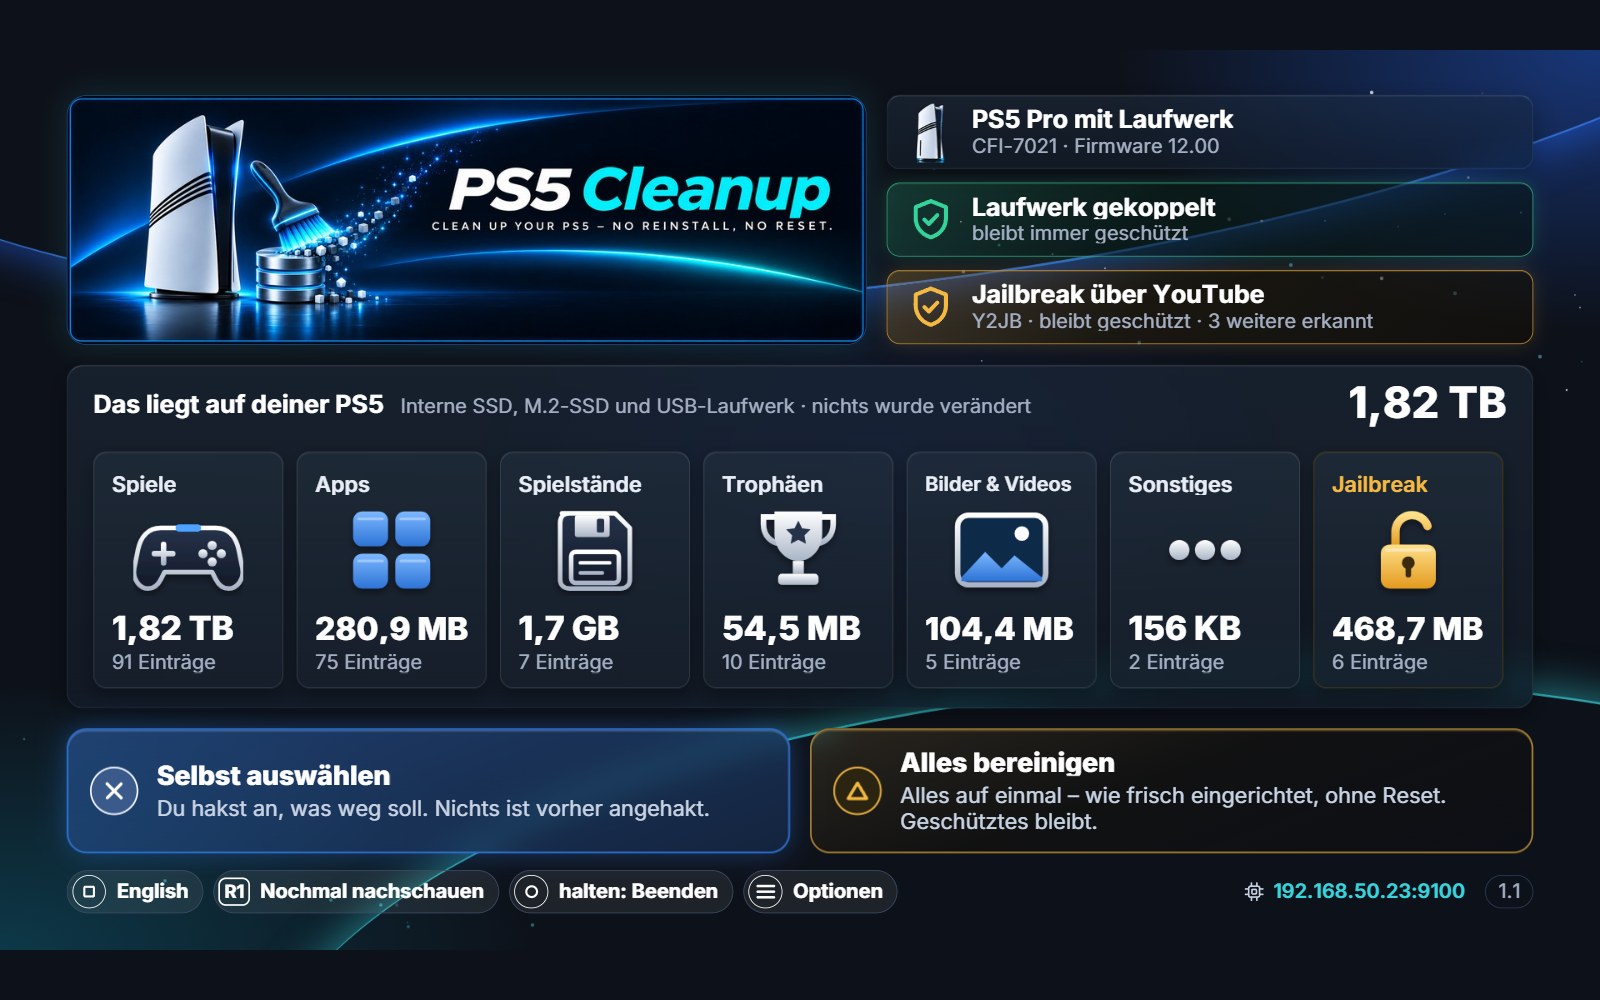 PS5 Cleanup
CLEAN UP YOUR PS5 – NO REINSTALL, NO RESET.
PS5 Pro mit Laufwerk
CFI-7021 · Firmware 12.00
Laufwerk gekoppelt
bleibt immer geschützt
Jailbreak über YouTube
Y2JB · bleibt geschützt · 3 weitere erkannt
Das liegt auf deiner PS5 Interne SSD, M.2-SSD und USB-Laufwerk · nichts wurde verändert 1,82 TB
Spiele
1,82 TB
91 Einträge
Apps
280,9 MB
75 Einträge
Spielstände
1,7 GB
7 Einträge
Trophäen
54,5 MB
10 Einträge
Bilder & Videos
104,4 MB
5 Einträge
Sonstiges
156 KB
2 Einträge
Jailbreak
468,7 MB
6 Einträge
Selbst auswählen
Du hakst an, was weg soll. Nichts ist vorher angehakt.
Alles bereinigen
Alles auf einmal – wie frisch eingerichtet, ohne Reset.
Geschütztes bleibt.
English R1 Nochmal nachschauen halten: Beenden Optionen 192.168.50.23:9100 1.1